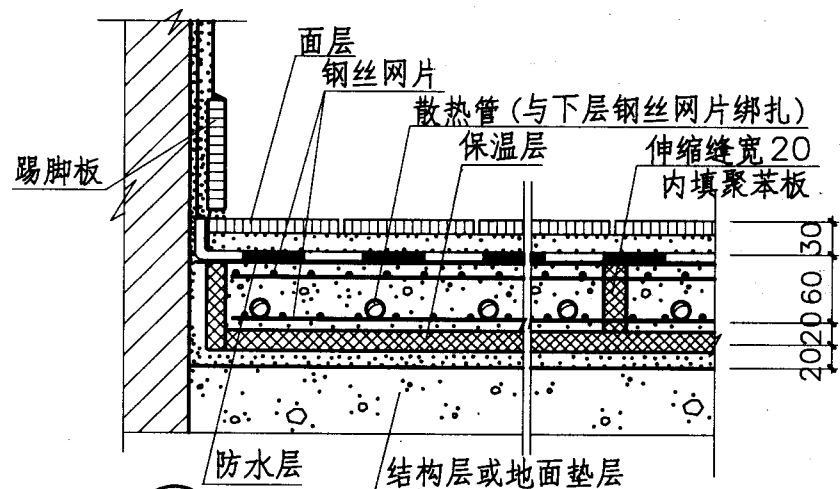 面层
钢丝网片
散热管(与下层钢丝网片绑扎)
保温层
伸缩缝宽20
内填聚苯板
踢脚板
30
60
20
20
防水层
结构层或地面垫层